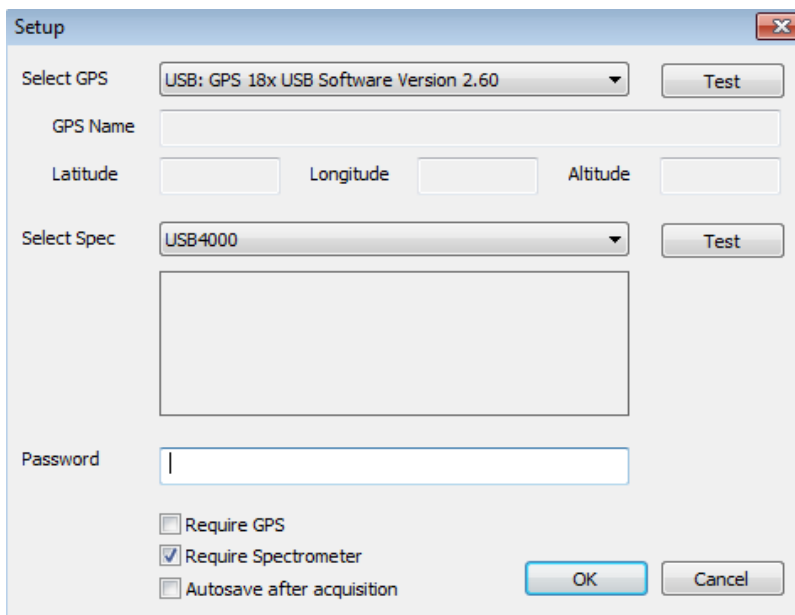 Setup
Select GPS USB: GPS 18x USB Software Version 2.60 Test
GPS Name
Latitude Longitude Altitude
Select Spec USB4000 Test
Password
Require GPS
Require Spectrometer
Autosave after acquisition
OK Cancel